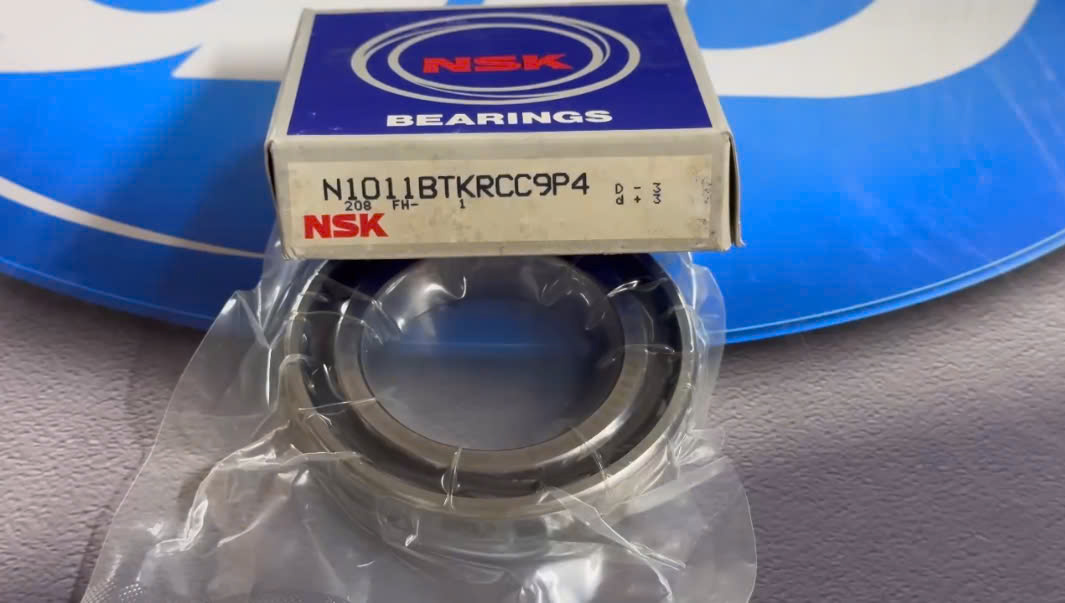 NSK
BEARINGS
N1011BTKRCC9P4
208 FH- 1
D - 3
d + 3
NSK